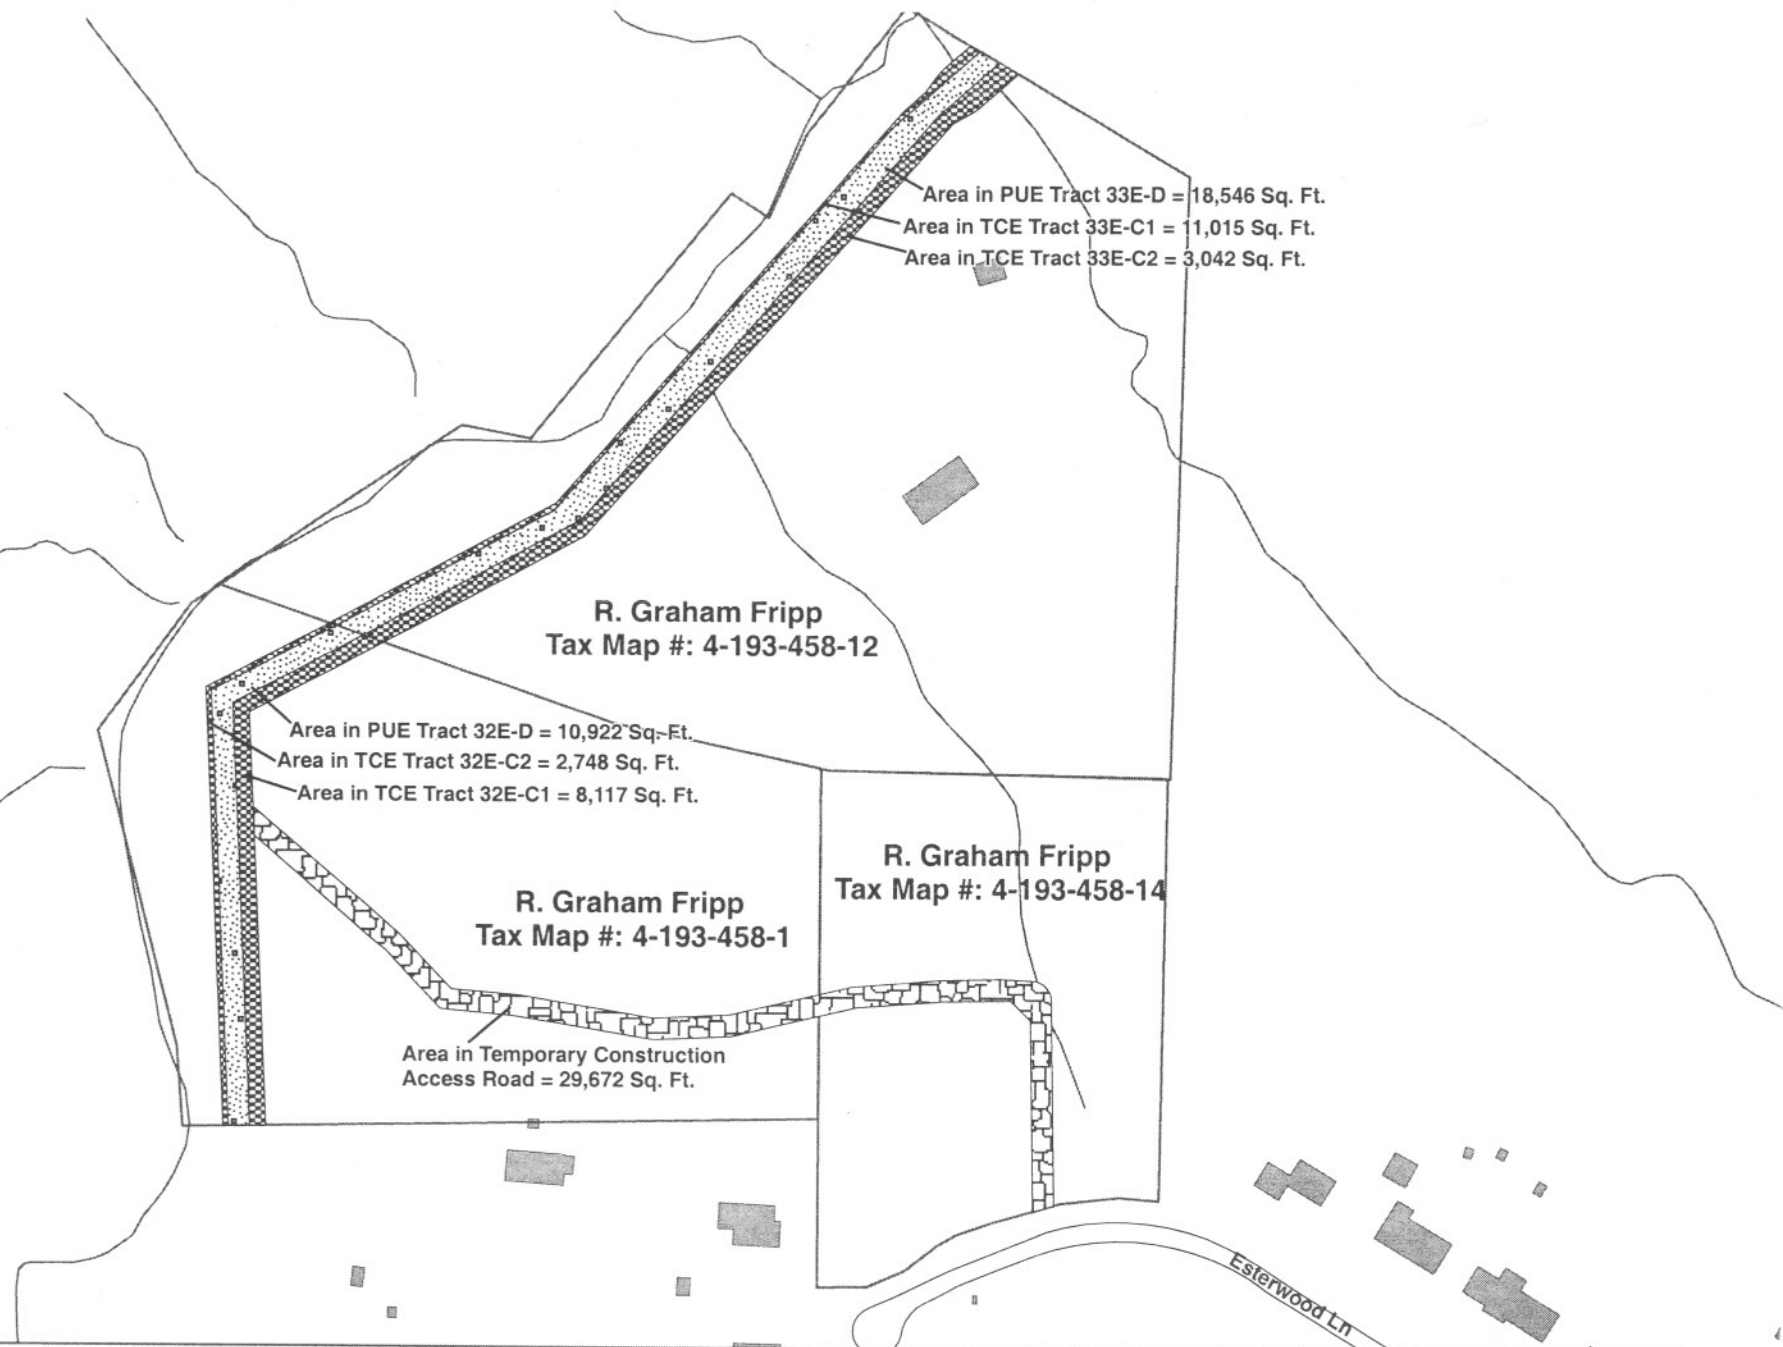 Area in PUE Tract 33E-D = 18,546 Sq. Ft.
Area in TCE Tract 33E-C1 = 11,015 Sq. Ft.
Area in TCE Tract 33E-C2 = 3,042 Sq. Ft.
R. Graham Fripp
Tax Map #: 4-193-458-12
Area in PUE Tract 32E-D = 10,922 Sq. Ft.
Area in TCE Tract 32E-C2 = 2,748 Sq. Ft.
Area in TCE Tract 32E-C1 = 8,117 Sq. Ft.
R. Graham Fripp
Tax Map #: 4-193-458-14
R. Graham Fripp
Tax Map #: 4-193-458-1
Area in Temporary Construction
Access Road = 29,672 Sq. Ft.
Esterwood Ln